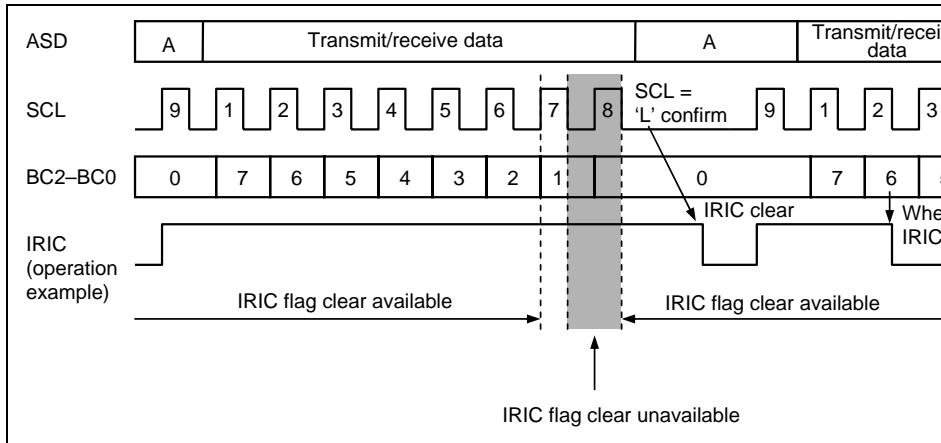 ASD A Transmit/receive data A Transmit/recei
data
SCL 9 1 2 3 4 5 6 7 8 9 1 2 3
SCL =
'L' confirm
BC2–BC0 0 7 6 5 4 3 2 1 0 7 6
IRIC clear
Whe
IRIC
IRIC
(operation
example)
IRIC flag clear available IRIC flag clear available
IRIC flag clear unavailable